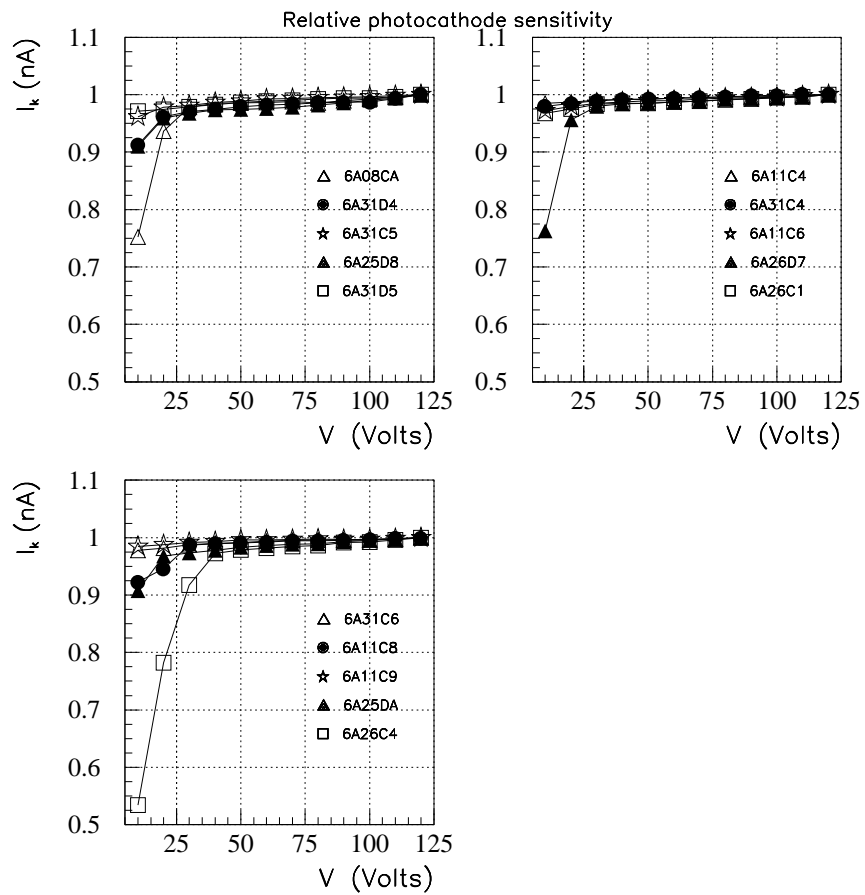 Relative photocathode sensitivity
I_k (nA)
1.1
1
0.9
0.8
0.7
0.6
0.5
6A08CA
6A31D4
6A31C5
6A25D8
6A31D5
25 50 75 100 125
V (Volts)
I_k (nA)
1.1
1
0.9
0.8
0.7
0.6
0.5
6A11C4
6A31C4
6A11C6
6A26D7
6A26C1
25 50 75 100 125
V (Volts)
I_k (nA)
1.1
1
0.9
0.8
0.7
0.6
0.5
6A31C6
6A11C8
6A11C9
6A25DA
6A26C4
25 50 75 100 125
V (Volts)